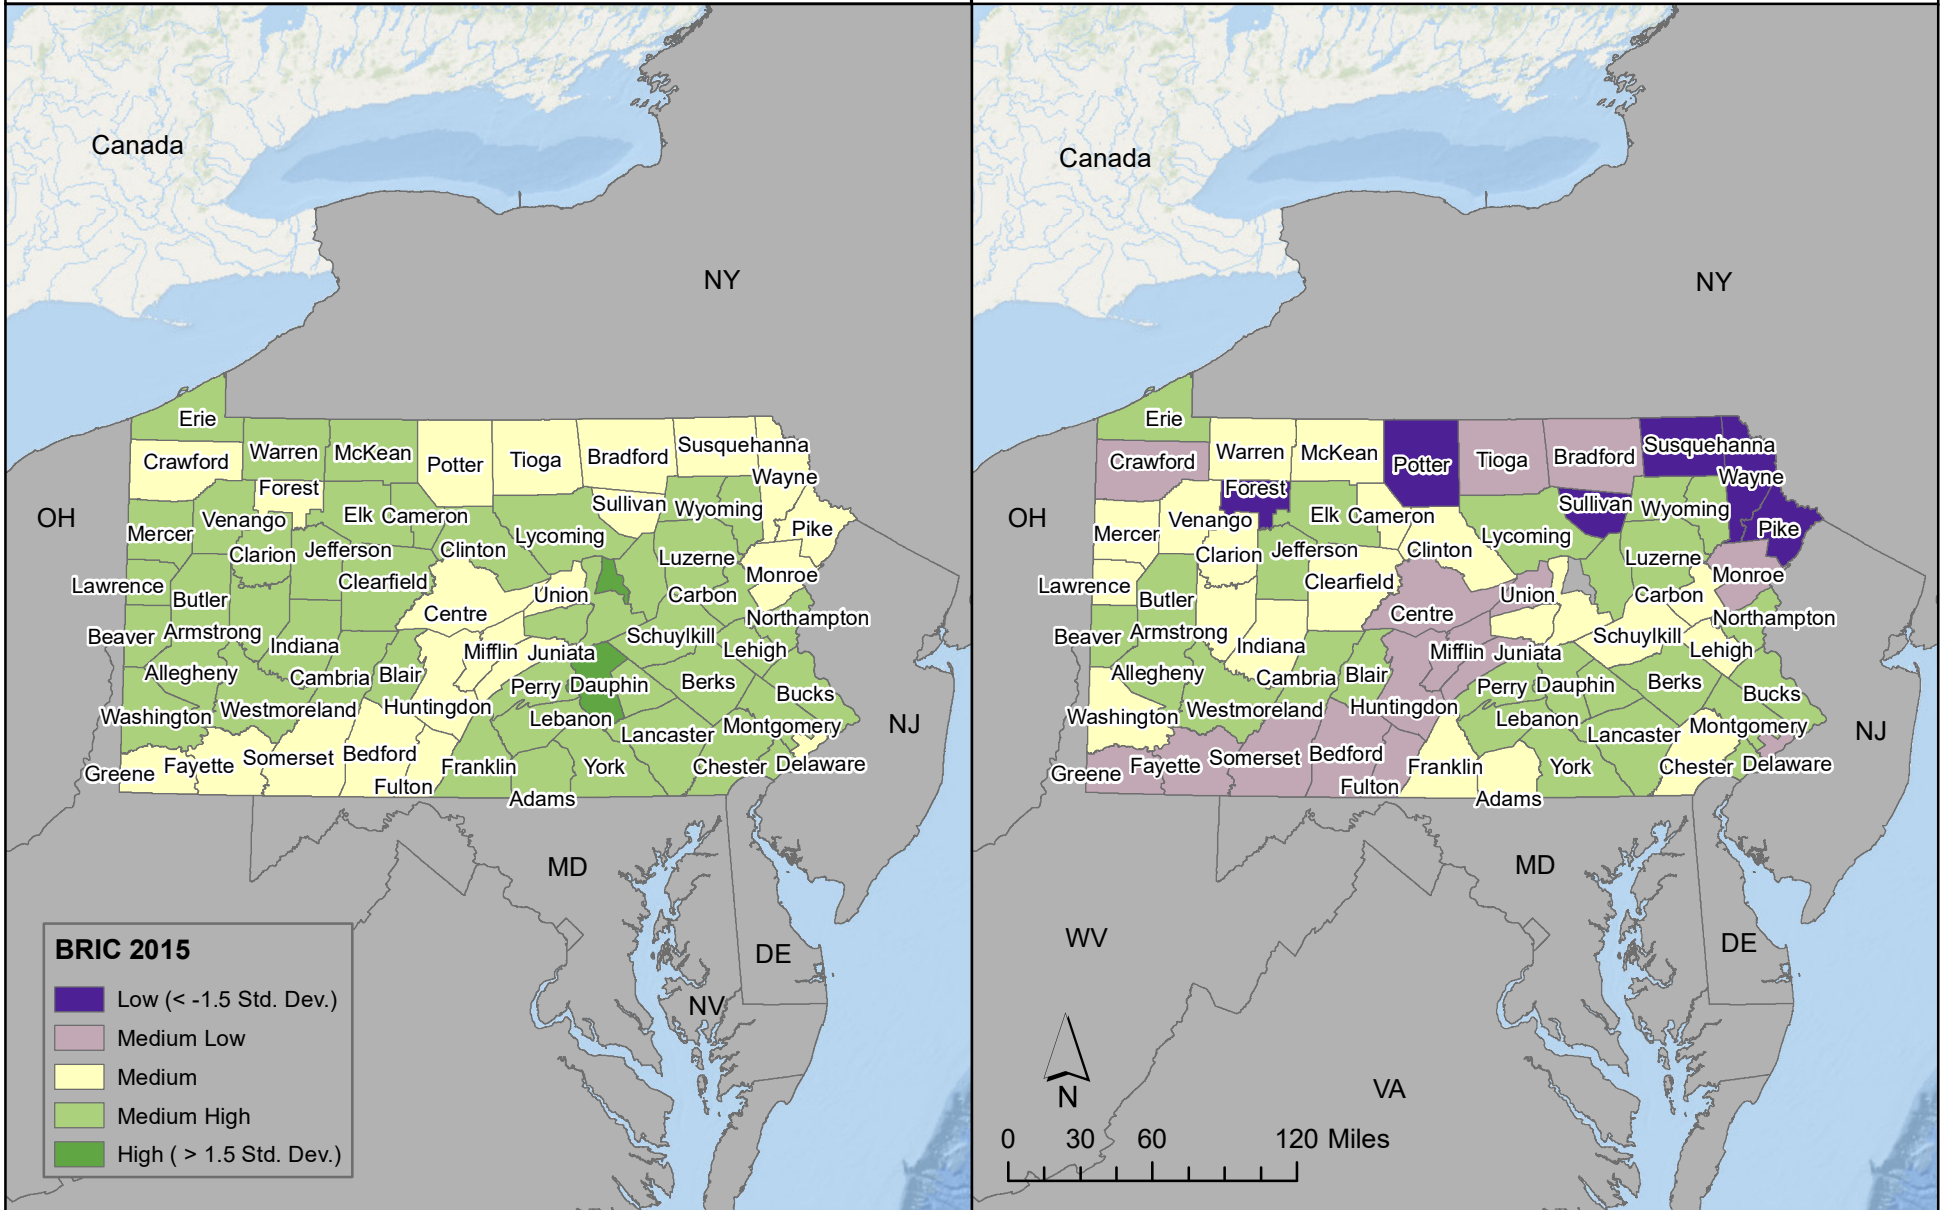 Canada
NY
Erie
Crawford
Warren
McKean
Potter
Tioga
Bradford
Susquehanna
Wayne
Forest
Sullivan
Wyoming
OH
Venango
Elk
Cameron
Lycoming
Pike
Mercer
Clarion
Jefferson
Clinton
Luzerne
Lawrence
Clearfield
Monroe
Butler
Union
Carbon
Centre
Northampton
Beaver
Armstrong
Indiana
Schuylkill
Lehigh
Mifflin
Juniata
Allegheny
Cambria
Blair
Perry
Dauphin
Berks
Bucks
Washington
Westmoreland
Huntingdon
Lebanon
Lancaster
Montgomery
NJ
Greene
Fayette
Somerset
Bedford
Fulton
Franklin
York
Chester
Delaware
Adams
MD
DE
NV
BRIC 2015
Low (< -1.5 Std. Dev.)
Medium Low
Medium
Medium High
High ( > 1.5 Std. Dev.)
Canada
NY
Erie
Crawford
Warren
McKean
Potter
Tioga
Bradford
Susquehanna
Wayne
Forest
Sullivan
Wyoming
OH
Venango
Elk
Cameron
Lycoming
Pike
Mercer
Clarion
Jefferson
Clinton
Luzerne
Lawrence
Clearfield
Monroe
Butler
Union
Carbon
Centre
Northampton
Beaver
Armstrong
Indiana
Schuylkill
Lehigh
Mifflin
Juniata
Allegheny
Cambria
Blair
Perry
Dauphin
Berks
Bucks
Washington
Westmoreland
Huntingdon
Lebanon
Lancaster
Montgomery
NJ
Greene
Fayette
Somerset
Bedford
Fulton
Franklin
York
Chester
Delaware
Adams
MD
WV
DE
VA
N
0 30 60 120 Miles